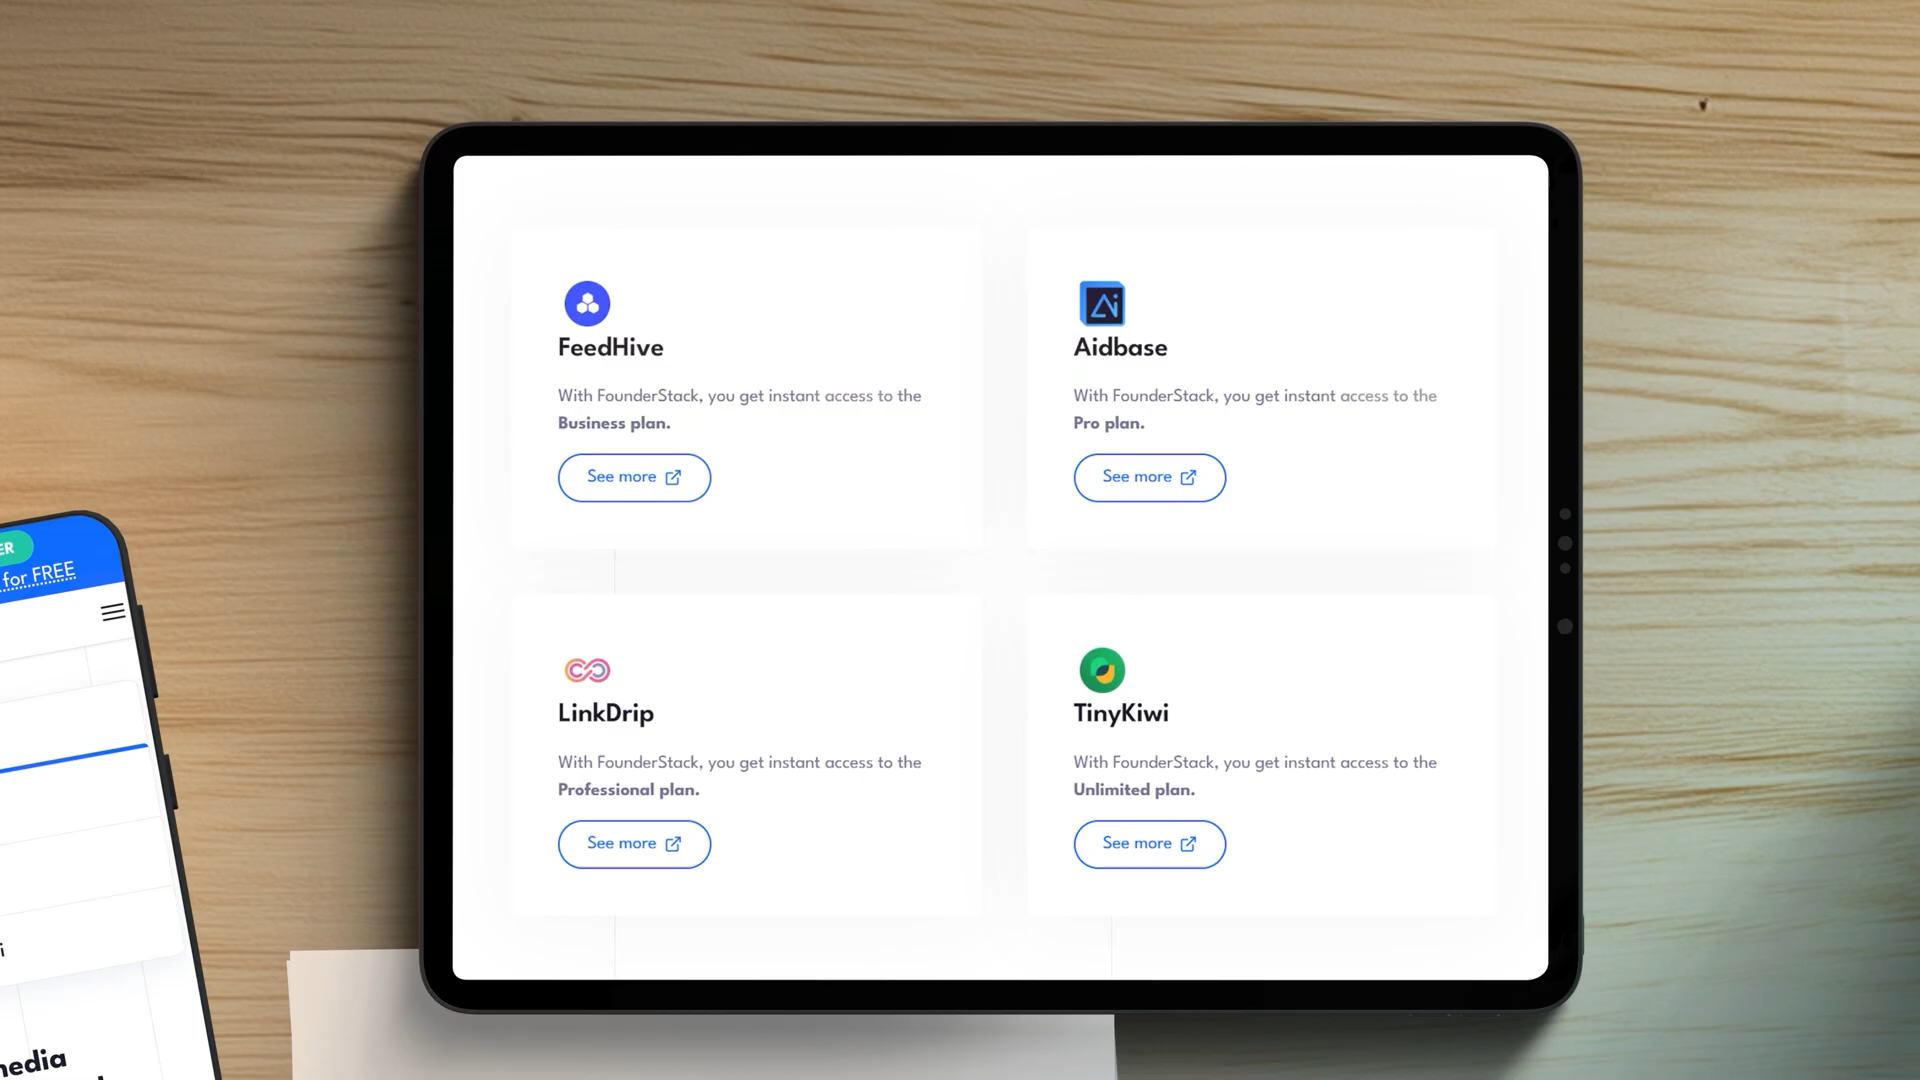 FeedHive
With FounderStack, you get instant access to the
Business plan.
See more
Aidbase
With FounderStack, you get instant access to the
Pro plan.
See more
LinkDrip
With FounderStack, you get instant access to the
Professional plan.
See more
TinyKiwi
With FounderStack, you get instant access to the
Unlimited plan.
See more
for FREE